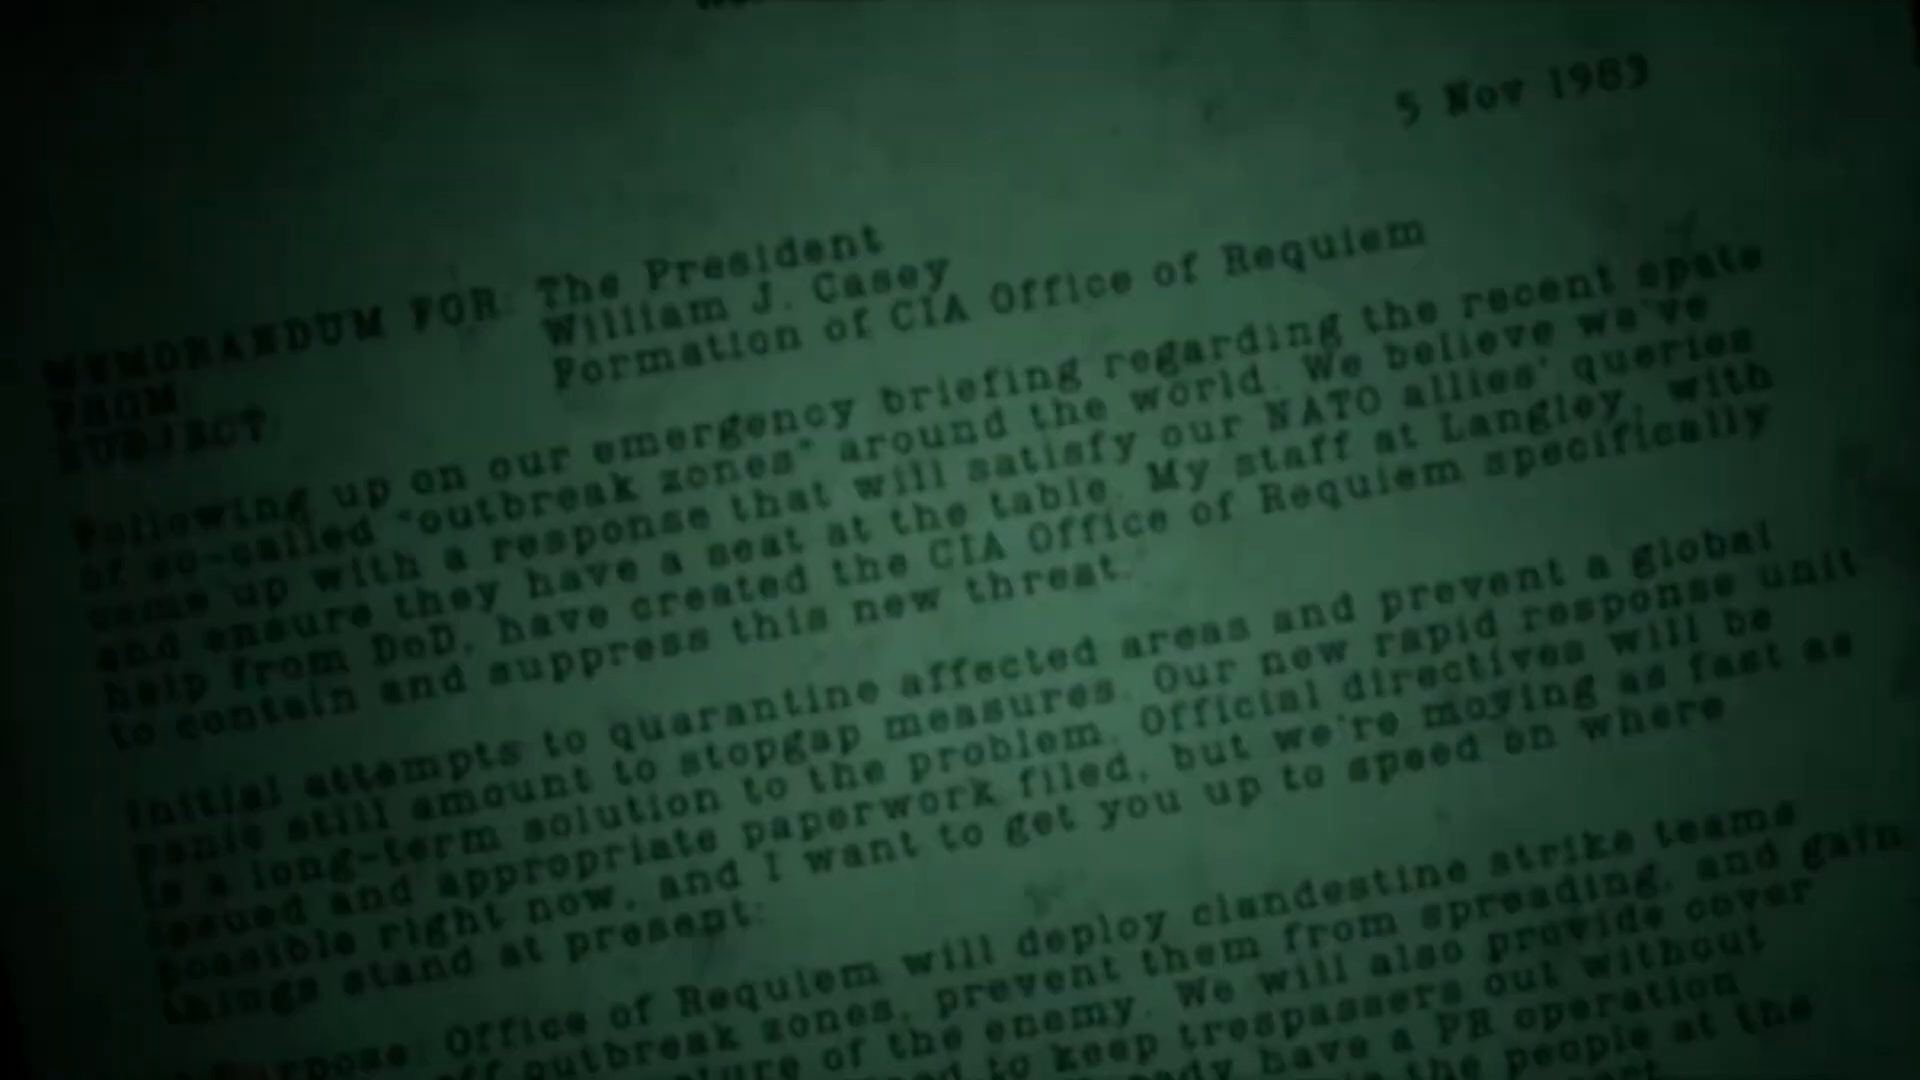 5 Nov 1983
MEMORANDUM FOR: The President
FROM: William J. Casey
SUBJECT: Formation of CIA Office of Requiem
Following up on our emergency briefing regarding the recent spate
of so-called "outbreak zones" around the world. We believe we've
come up with a response that will satisfy our NATO allies' queries
and ensure they have a seat at the table. My staff at Langley, with
help from DoD, have created the CIA Office of Requiem specifically
to contain and suppress this new threat.
Initial attempts to quarantine affected areas and prevent a global
panic still amount to stopgap measures. Our new rapid response unit
is a long-term solution to the problem. Official directives will be
issued and appropriate paperwork filed, but we're moving as fast as
possible right now, and I want to get you up to speed on where
things stand at present:
Purpose: Office of Requiem will deploy clandestine strike teams
off outbreak zones, prevent them from spreading, and gain
of the enemy. We will also provide cover
to keep trespassers out without
have a PR operation
the people at the